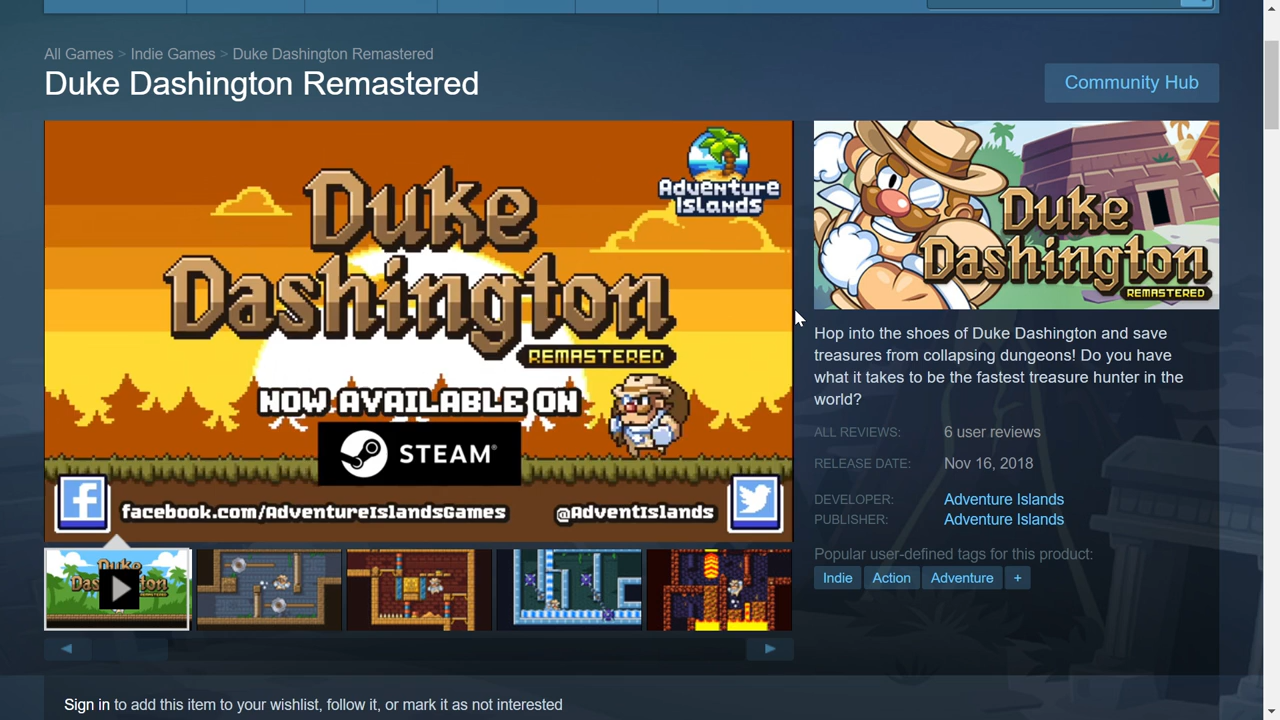 All Games > Indie Games > Duke Dashington Remastered
Duke Dashington Remastered
Community Hub
Adventure
Islands
Duke
Dashington
REMASTERED
NOW AVAILABLE ON
STEAM®
facebook.com/AdventureIslandsGames
@AdventIslands
Duke
Dashington
REMASTERED
Hop into the shoes of Duke Dashington and save
treasures from collapsing dungeons! Do you have
what it takes to be the fastest treasure hunter in the
world?
ALL REVIEWS: 6 user reviews
RELEASE DATE: Nov 16, 2018
DEVELOPER: Adventure Islands
PUBLISHER: Adventure Islands
Popular user-defined tags for this product:
Indie Action Adventure +
Duke
Dashington
Sign in to add this item to your wishlist, follow it, or mark it as not interested